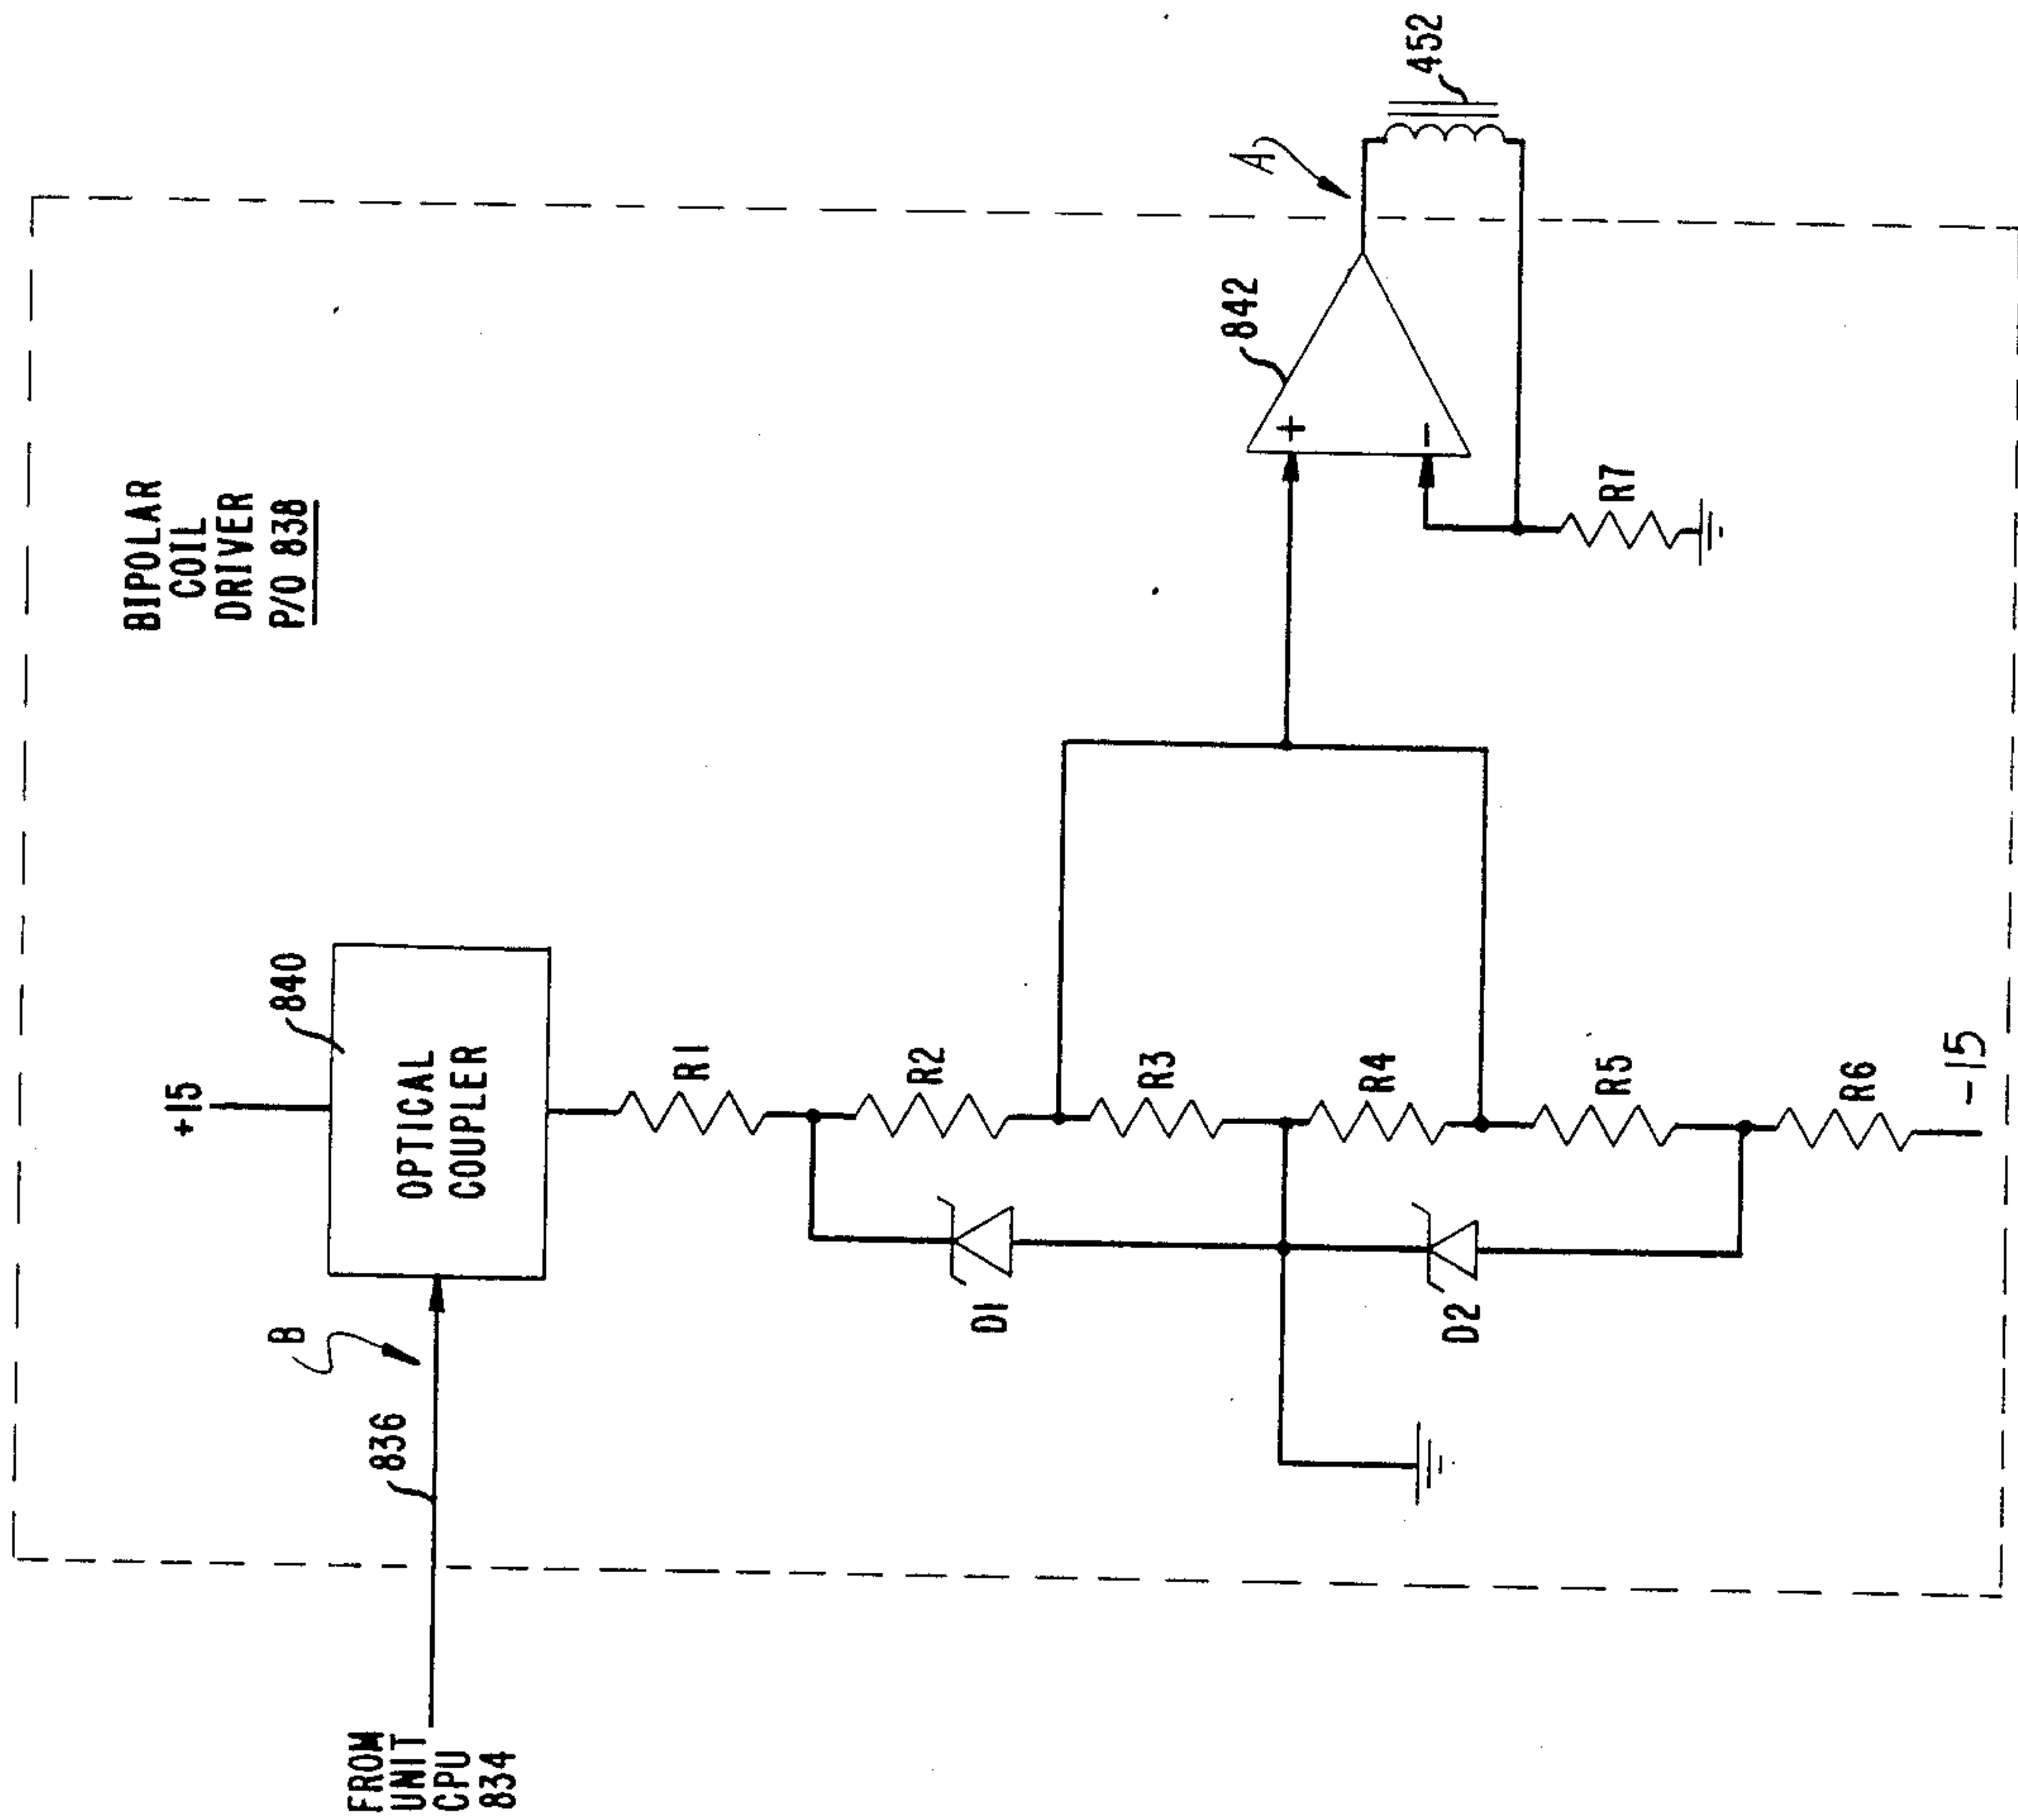 BIPOLAR
COIL
DRIVER
P/O 838
+15
840
OPTICAL
COUPLER
B
836
FROM
UNIT
CPU
834
R1
R2
R3
R4
R5
R6
-15
D1
D2
842
+
-
A
452
R7